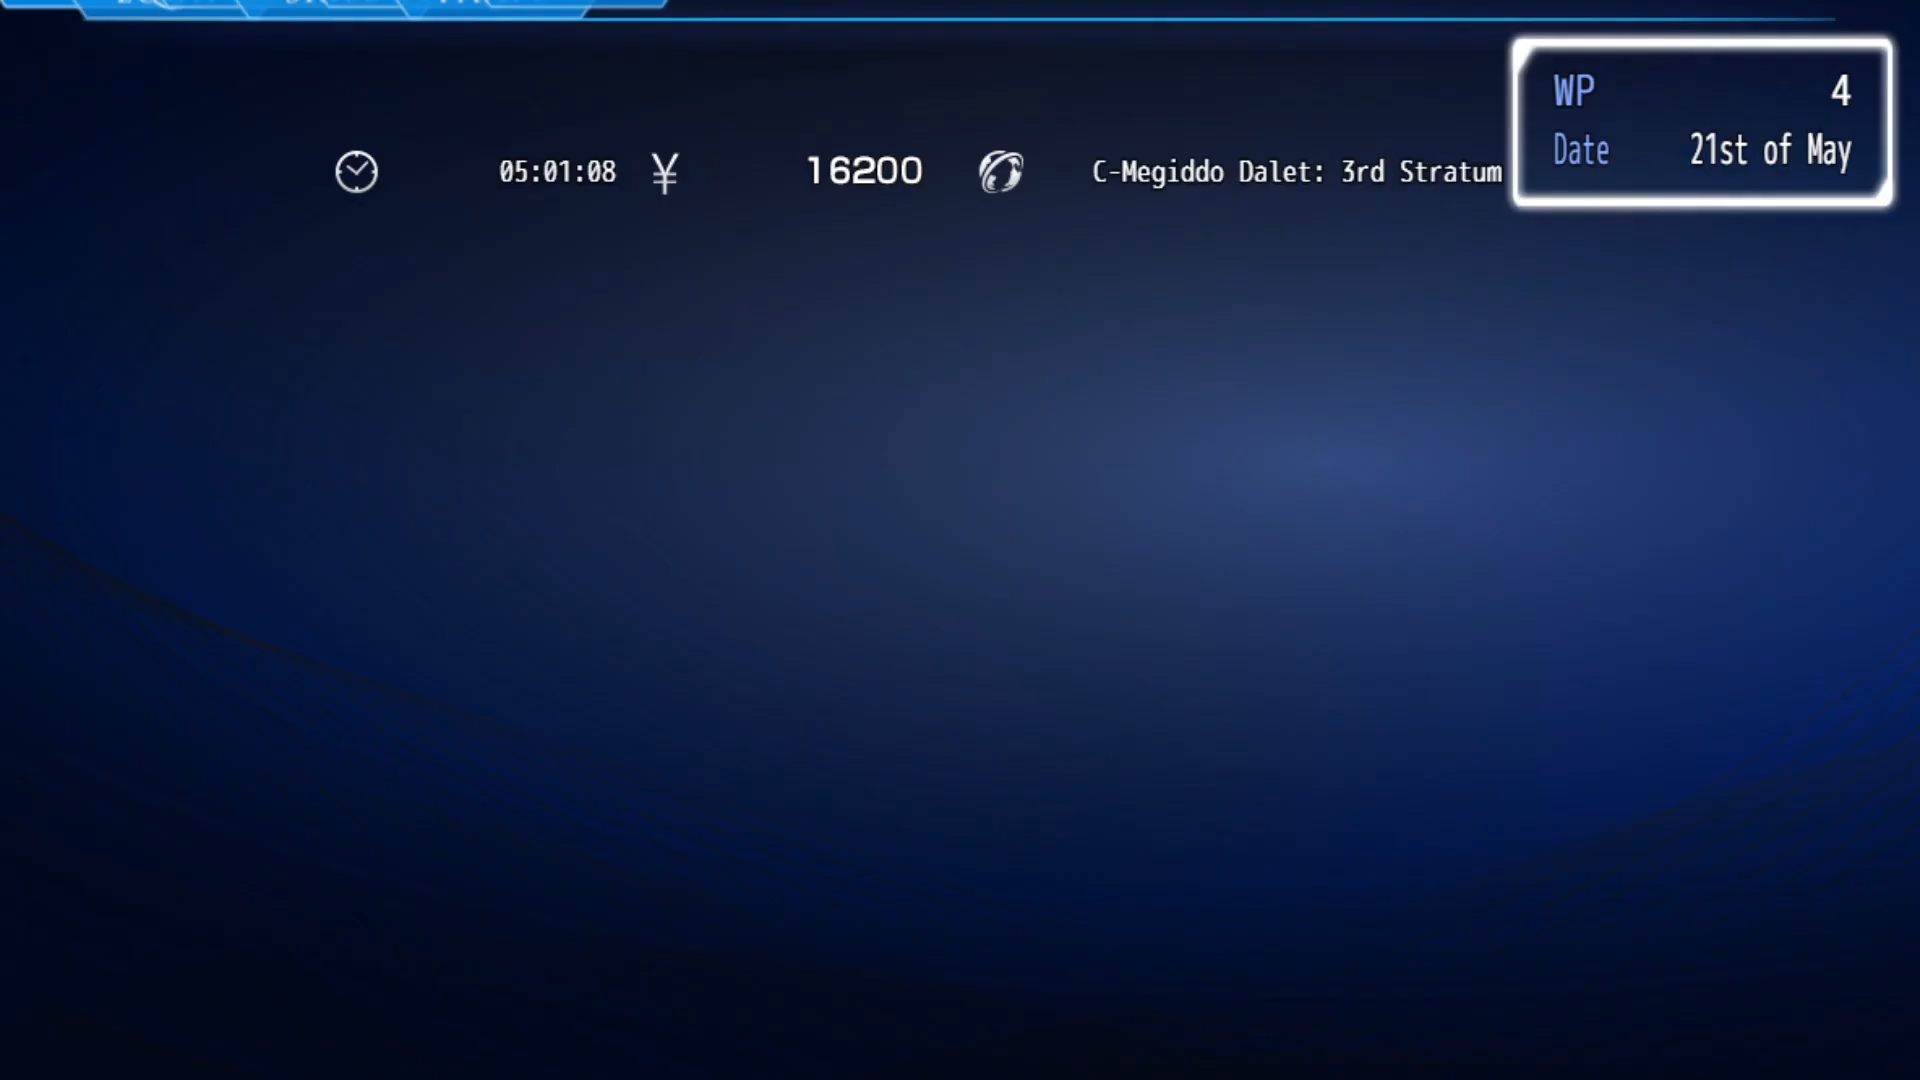 WP 4
Date 21st of May
05:01:08 ¥ 16200 C-Megiddo Dalet: 3rd Stratum